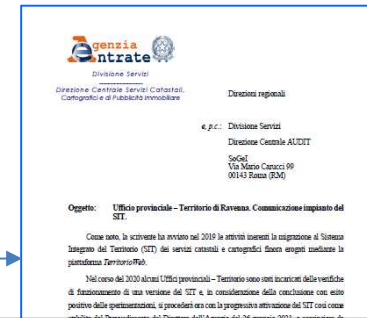 Agenzia
Entrate
Divisione Servizi
Direzione Centrale Servizi Catastali,
Cartografici e di Pubblicità Immobiliare
Direzioni regionali
e, p.c.: Divisione Servizi
Direzione Centrale AUDIT
SoGeI
Via Mario Carucci 99
00143 Roma (RM)
Oggetto: Ufficio provinciale – Territorio di Ravenna. Comunicazione impianto del
SIT.
Come noto, la scrivente ha avviato nel 2019 le attività inerenti la migrazione al Sistema
Integrato del Territorio (SIT) dei servizi catastali e cartografici finora erogati mediante la
piattaforma TerritorioWeb.
Nel corso del 2020 alcuni Uffici provinciali – Territorio sono stati incaricati delle verifiche
di funzionamento di una versione del SIT e, in considerazione della conclusione con esito
positivo delle sperimentazioni, si procederà ora con la progressiva attivazione del SIT così come